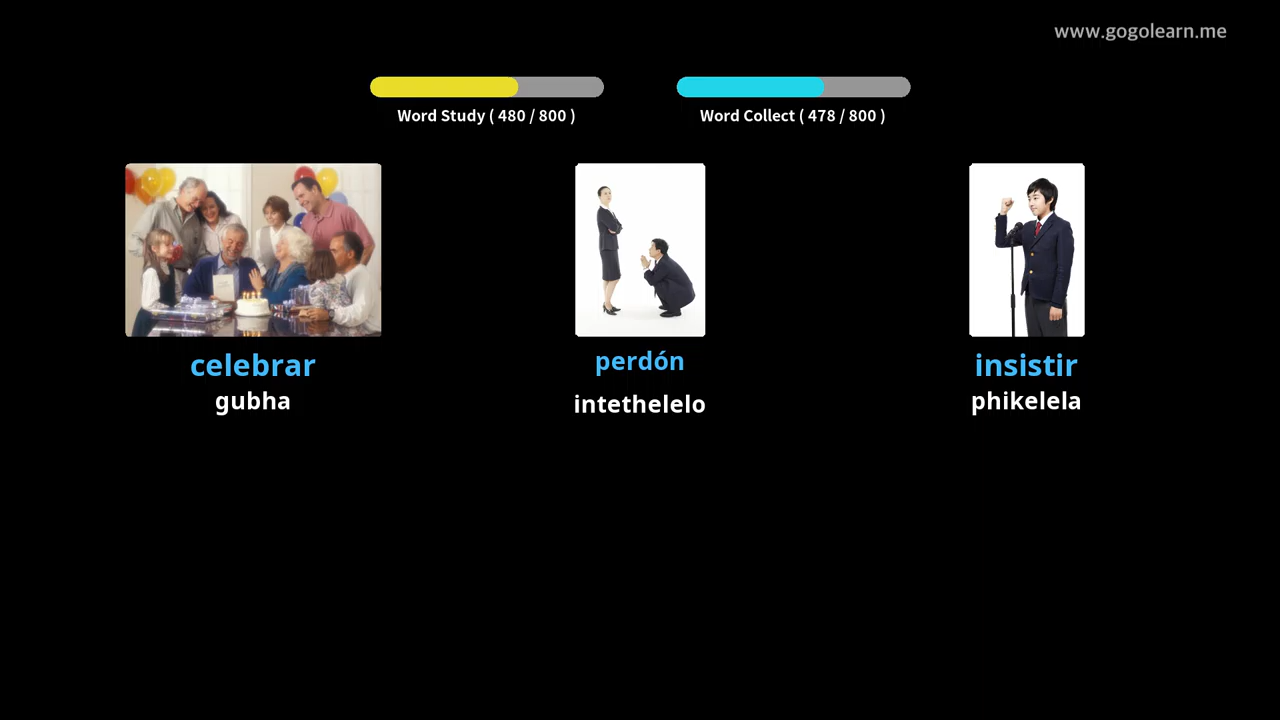 www.gogolearn.me
Word Study ( 480 / 800 )
Word Collect ( 478 / 800 )
celebrar
gubha
perdón
intethelelo
insistir
phikelela